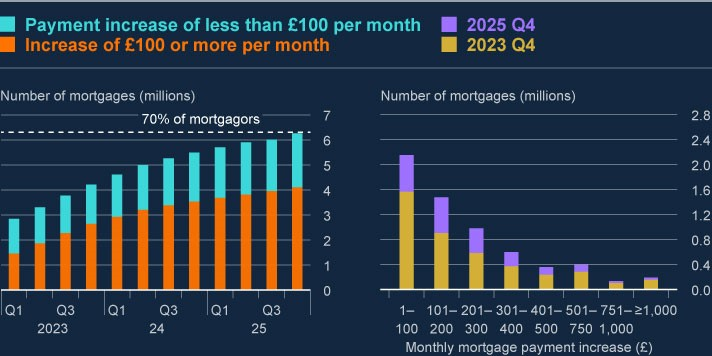 Payment increase of less than £100 per month
Increase of £100 or more per month
2025 Q4
2023 Q4
Number of mortgages (millions)
70% of mortgagors
7
6
5
4
3
2
1
0
Q1 Q3 Q1 Q3 Q1 Q3
2023 24 25
Number of mortgages (millions)
2.8
2.4
2.0
1.6
1.2
0.8
0.4
0.0
1– 101– 201– 301– 401– 501– 751– ≥1,000
100 200 300 400 500 750 1,000
Monthly mortgage payment increase (£)